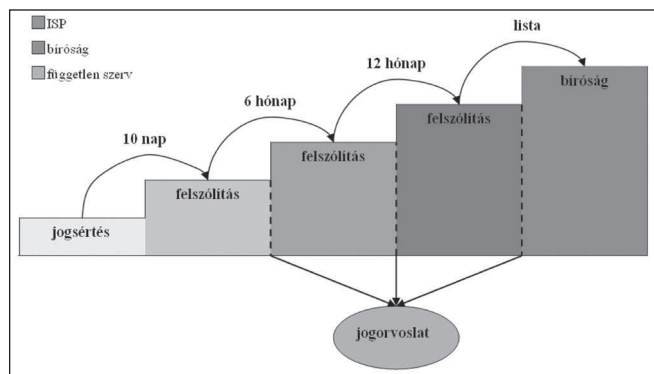 ISP
bíróság
független szerv
lista
12 hónap
6 hónap
10 nap
bíróság
felszólítás
felszólítás
felszólítás
jogsértés
jogorvoslat